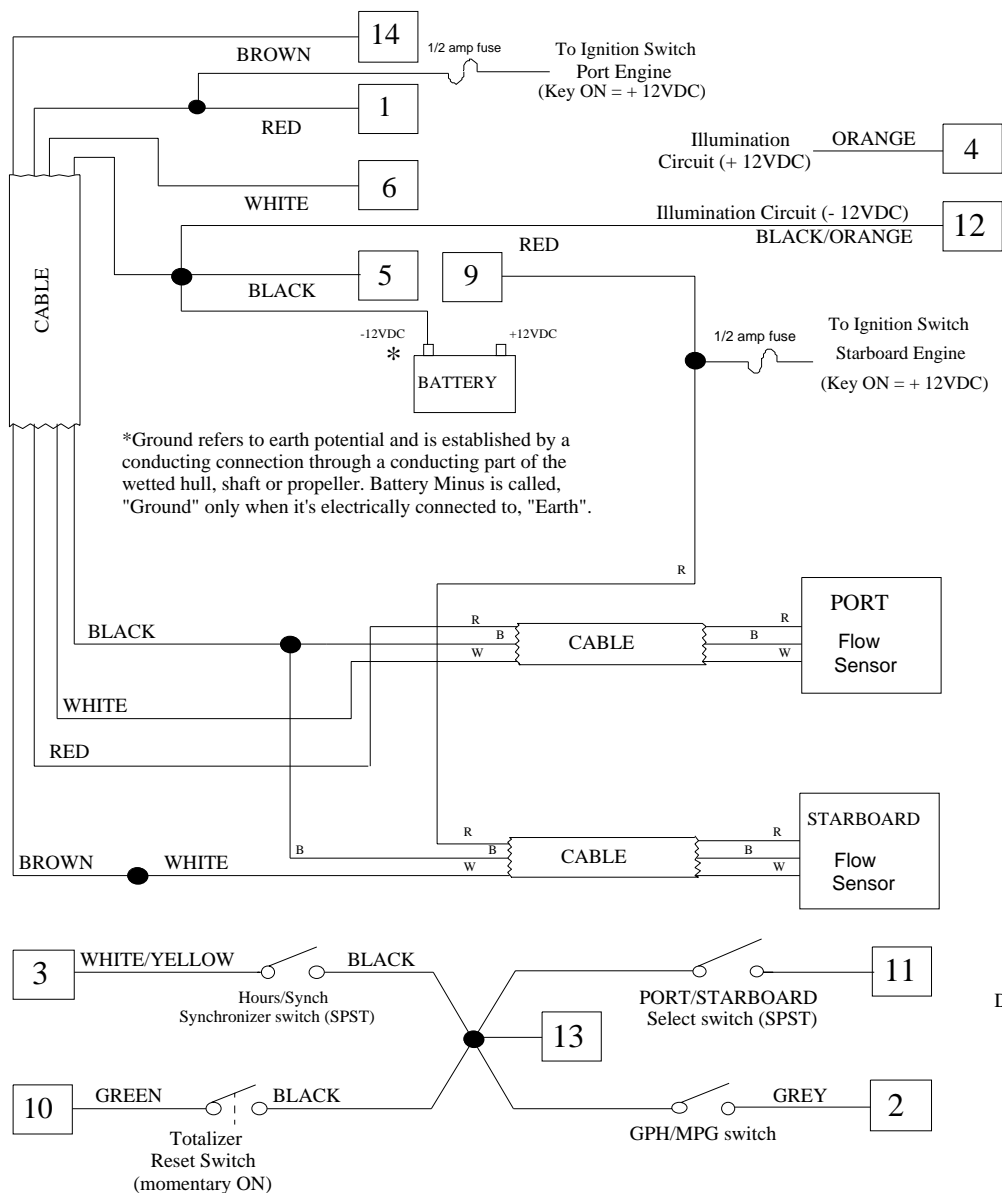 14
BROWN
1/2 amp fuse
To Ignition Switch
Port Engine
(Key ON = + 12VDC)
1
RED
Illumination
Circuit (+ 12VDC)
ORANGE
4
6
WHITE
Illumination Circuit (- 12VDC)
BLACK/ORANGE
12
RED
9
5
BLACK
CABLE
-12VDC
*
+12VDC
BATTERY
1/2 amp fuse
To Ignition Switch
Starboard Engine
(Key ON = + 12VDC)
*Ground refers to earth potential and is established by a
conducting connection through a conducting part of the
wetted hull, shaft or propeller. Battery Minus is called,
"Ground" only when it's electrically connected to, "Earth".
R
BLACK
R
B
W
CABLE
R
B
W
PORT
Flow
Sensor
WHITE
RED
BROWN
WHITE
B
R
B
W
CABLE
R
B
W
STARBOARD
Flow
Sensor
3
WHITE/YELLOW
BLACK
Hours/Synch
Synchronizer switch (SPST)
PORT/STARBOARD
Select switch (SPST)
11
D
13
10
GREEN
BLACK
Totalizer
Reset Switch
(momentary ON)
GREY
GPH/MPG switch
2